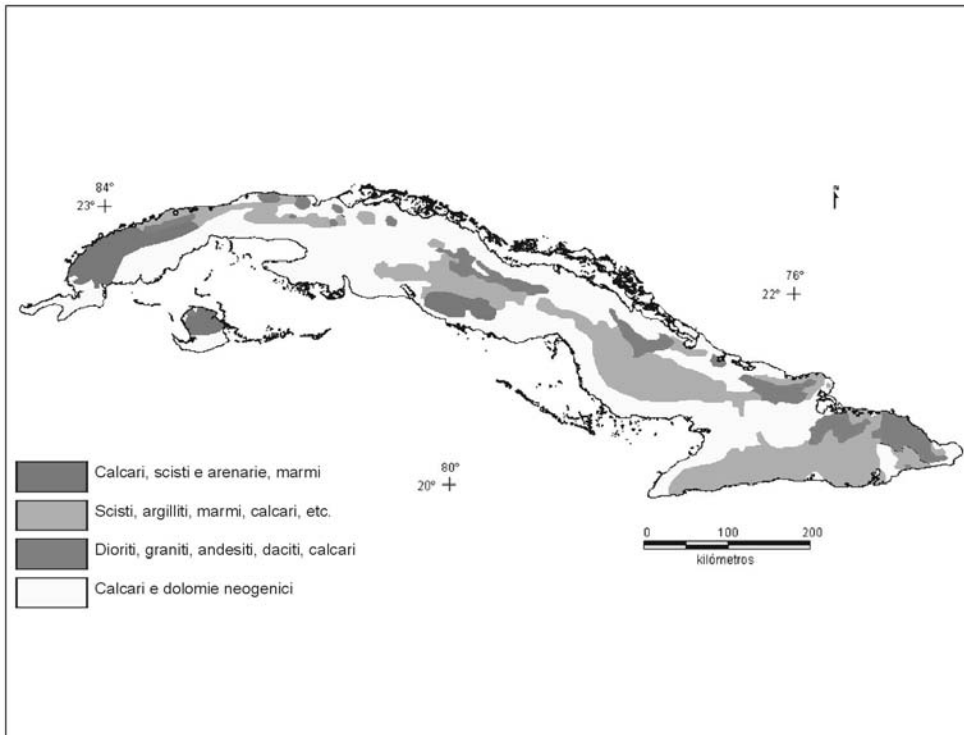 84°
23°
N
76°
22°
80°
20°
Calcari, scisti e arenarie, marmi
Scisti, argilliti, marmi, calcari, etc.
Dioriti, graniti, andesiti, daciti, calcari
Calcari e dolomie neogenici
0 100 200
kilómetros